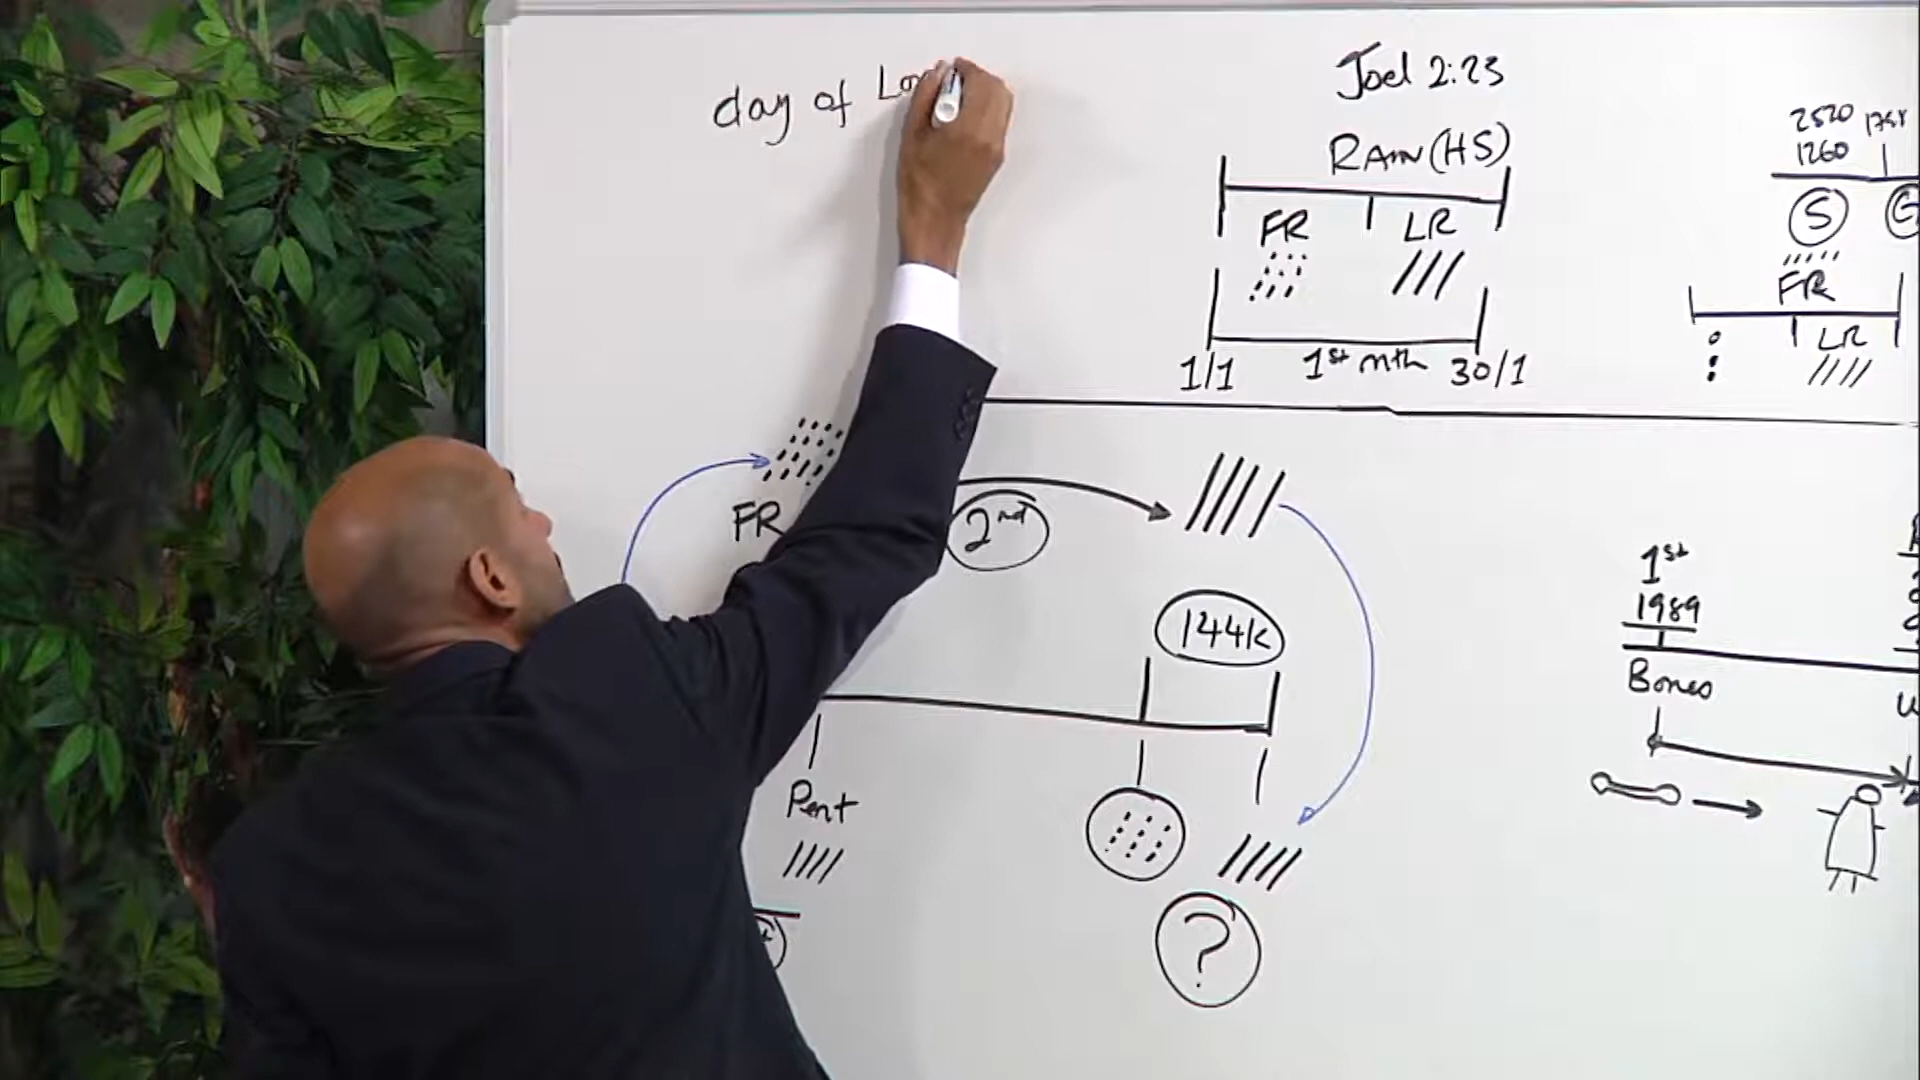 day of Lo
Joel 2:23
RAIN (HS)
FR LR
1/1 1st mth 30/1
2520
1260
S
FR
LR
FR
2nd
144k
Pent
?
1st
1989
Bones